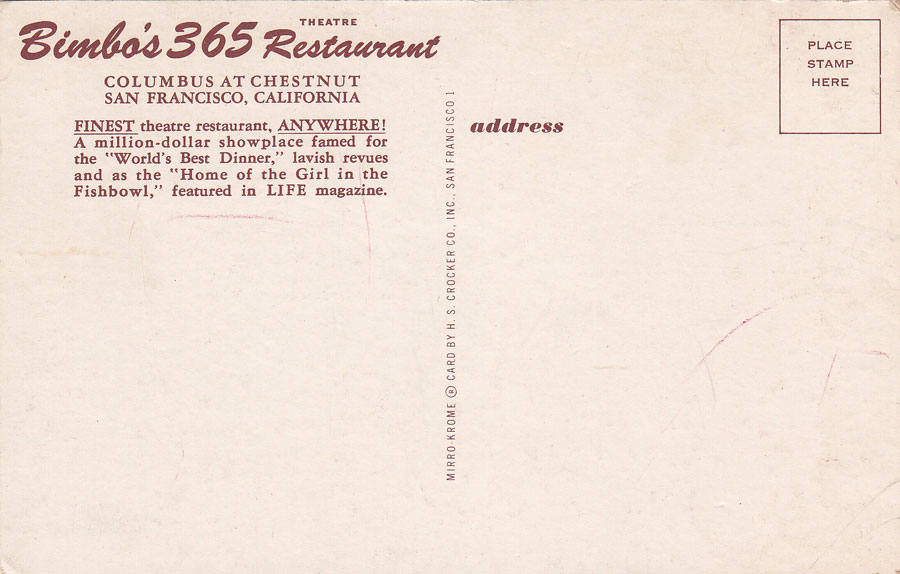 THEATRE
Bimbo's 365 Restaurant
COLUMBUS AT CHESTNUT
SAN FRANCISCO, CALIFORNIA
FINEST theatre restaurant, ANYWHERE!
A million-dollar showplace famed for
the "World's Best Dinner," lavish revues
and as the "Home of the Girl in the
Fishbowl," featured in LIFE magazine.
MIRRO-KROME ® CARD BY H. S. CROCKER CO., INC., SAN FRANCISCO 1
address
PLACE
STAMP
HERE